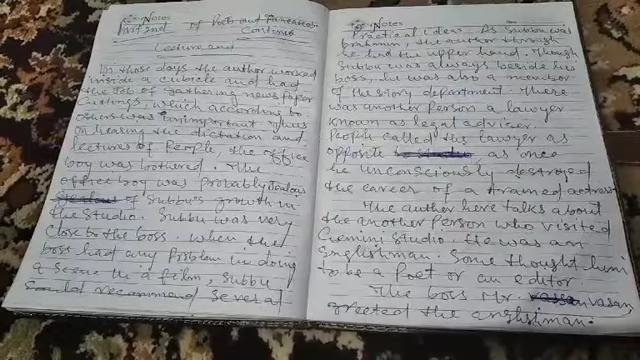 Notes
of Poets and Pancakes
Continue
Lecture and
In those days the author worked
inside a cubicle and had
the job of gathering news paper
cuttings, which according to
others was unimportant. Thus
On hearing the dictation and
lectures of People, the office
boy was bothered. The
office boy was probably
of Subbu's growth in
the Studio. Subbu was very
close to the boss. When the
boss had any Problem in doing
a scene in a film, Subbu
Could recommend several
Notes
Practical ideas. As Subbu was
brahmin, the author thought
he had the upper hand. Though
Subbu was always beside his
boss, he was also a member
of the story department. There
was another Person a lawyer
known as legal adviser.
People called the lawyer as
opposite, as once
he unconsciously destroyed
the career of a trained actress
The author here talks about
the another Person who visited
Gemini Studio. He was an
Englishman. Some thought him
to be a Poet or an editor.
The boss Mr. Vasan
greeted the englishman.